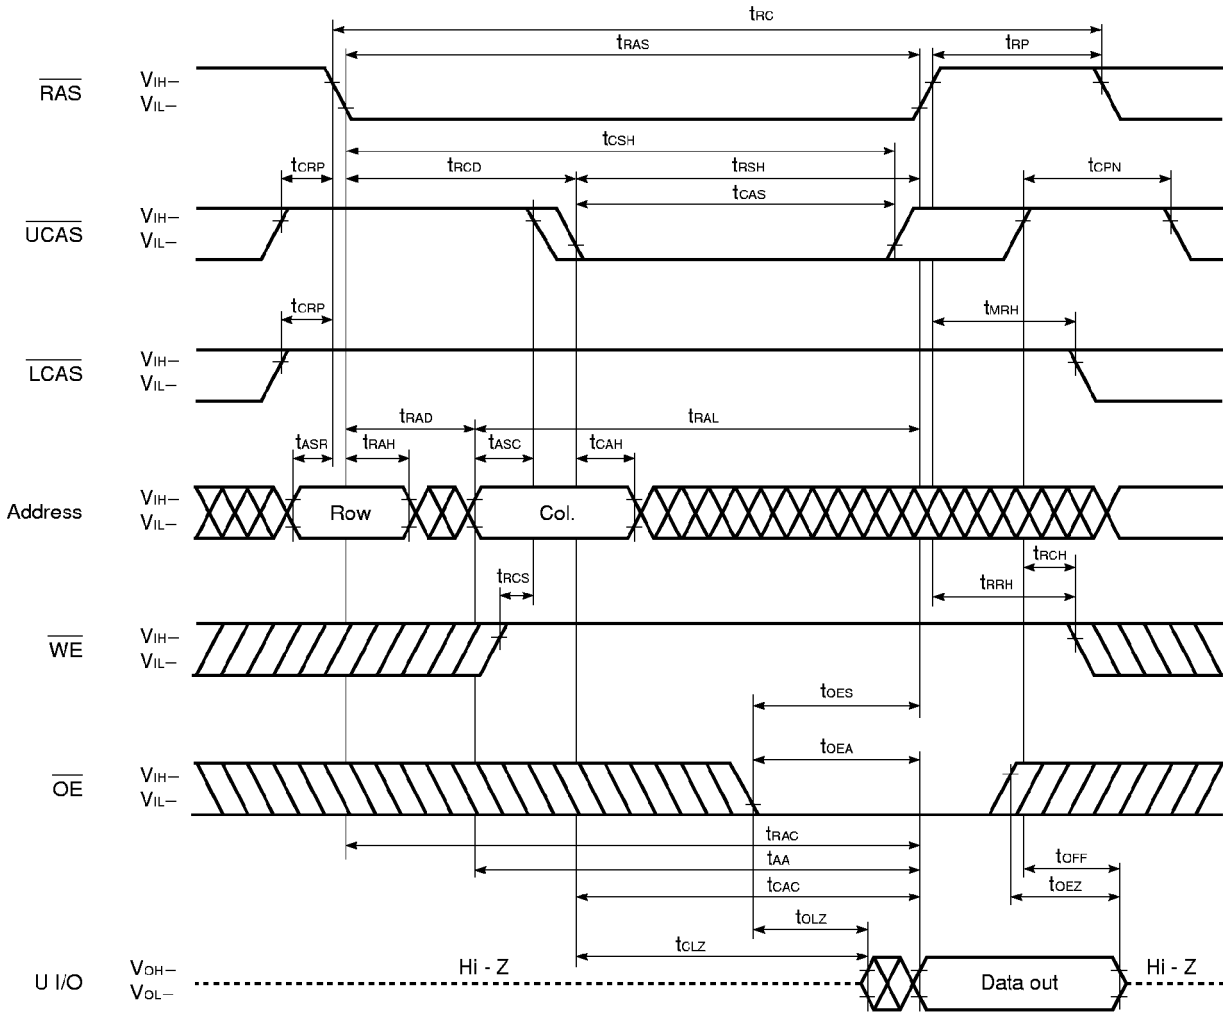 tRC
tRAS
tRP
RAS
VIH–
VIL–
tCSH
tCRP
tRCD
tRSH
tCPN
tCAS
UCAS
VIH–
VIL–
tCRP
tMRH
LCAS
VIH–
VIL–
tRAD
tRAL
tASR
tRAH
tASC
tCAH
Address
VIH–
VIL–
Row
Col.
tRCS
tRCH
tRRH
WE
VIH–
VIL–
tOES
tOEA
OE
VIH–
VIL–
tRAC
tAA
tOFF
tCAC
tOEZ
tOLZ
tCLZ
U I/O
VOH–
VOL–
Hi - Z
Data out
Hi - Z